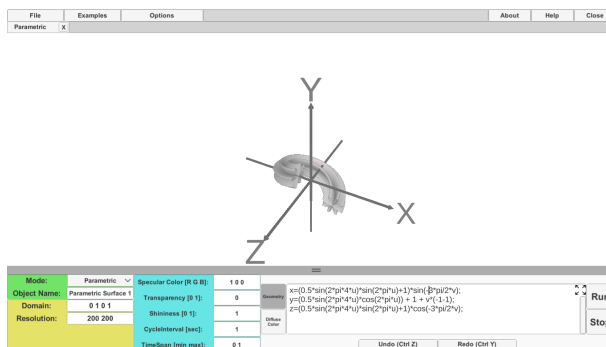 File Examples Options About Help Close
Parametric X
Y
X
Z
Mode: Parametric
Object Name: Parametric Surface 1
Domain: 0 1 0 1
Resolution: 200 200
Specular Color [R G B]: 1 0 0
Transparency [0 1]: 0
Shininess [0 1]: 1
CycleInterval [sec]: 1
TimeSpan [min max]: 0 1
Geometry
Diffuse Color
x=(0.5*sin(2*pi*4*u)*sin(2*pi*u)+1)*sin(-3*pi/2*v);
y=(0.5*sin(2*pi*4*u)*cos(2*pi*u)) + 1 + v*(-1-1);
z=(0.5*sin(2*pi*4*u)*sin(2*pi*u)+1)*cos(-3*pi/2*v);
Run
Stop
Undo (Ctrl Z) Redo (Ctrl Y)